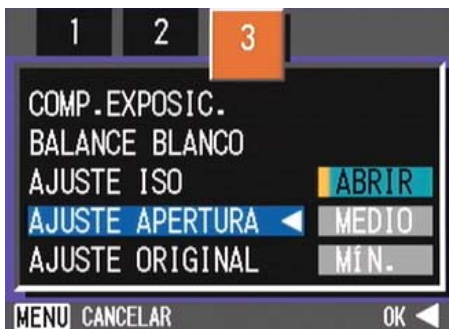 1 2 3
COMP.EXPOSIC.
BALANCE BLANCO
AJUSTE ISO ABRIR
AJUSTE APERTURA ◀ MEDIO
AJUSTE ORIGINAL MÍN.
MENU CANCELAR OK ◀